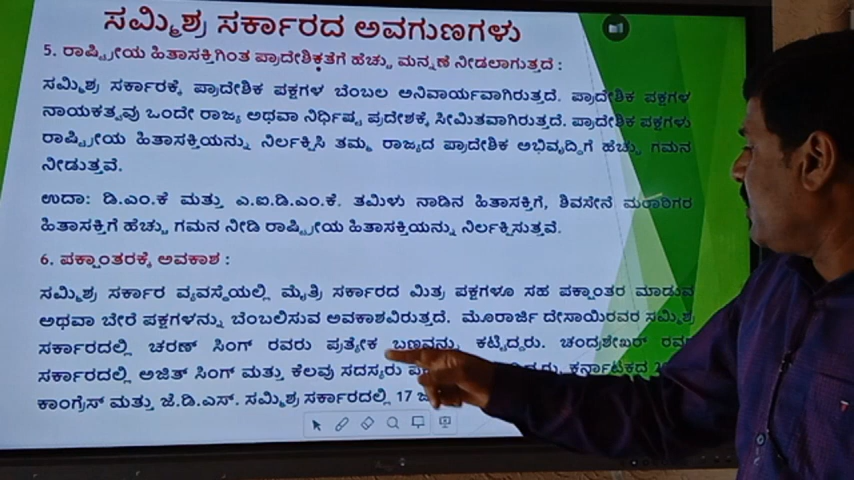 ಸಮ್ಮಿಶ್ರ ಸರ್ಕಾರದ ಅವಗುಣಗಳು
5. ರಾಷ್ಟ್ರೀಯ ಹಿತಾಸಕ್ತಿಗಿಂತ ಪ್ರಾದೇಶಿಕತೆಗೆ ಹೆಚ್ಚು ಮನ್ನಣೆ ನೀಡಲಾಗುತ್ತದೆ :
ಸಮ್ಮಿಶ್ರ ಸರ್ಕಾರಕ್ಕೆ ಪ್ರಾದೇಶಿಕ ಪಕ್ಷಗಳ ಬೆಂಬಲ ಅನಿವಾರ್ಯವಾಗಿರುತ್ತದೆ. ಪ್ರಾದೇಶಿಕ ಪಕ್ಷಗಳ
ನಾಯಕತ್ವವು ಒಂದೇ ರಾಜ್ಯ ಅಥವಾ ನಿರ್ಧಿಷ್ಟ ಪ್ರದೇಶಕ್ಕೆ ಸೀಮಿತವಾಗಿರುತ್ತದೆ. ಪ್ರಾದೇಶಿಕ ಪಕ್ಷಗಳು
ರಾಷ್ಟ್ರೀಯ ಹಿತಾಸಕ್ತಿಯನ್ನು ನಿರ್ಲಕ್ಷಿಸಿ ತಮ್ಮ ರಾಜ್ಯದ ಪ್ರಾದೇಶಿಕ ಅಭಿವೃದ್ಧಿಗೆ ಹೆಚ್ಚು ಗಮನ
ನೀಡುತ್ತವೆ.
ಉದಾ: ಡಿ.ಎಂ.ಕೆ ಮತ್ತು ಎ.ಐ.ಡಿ.ಎಂ.ಕೆ. ತಮಿಳು ನಾಡಿನ ಹಿತಾಸಕ್ತಿಗೆ, ಶಿವಸೇನೆ ಮರಾಠಿಗರ
ಹಿತಾಸಕ್ತಿಗೆ ಹೆಚ್ಚು ಗಮನ ನೀಡಿ ರಾಷ್ಟ್ರೀಯ ಹಿತಾಸಕ್ತಿಯನ್ನು ನಿರ್ಲಕ್ಷಿಸುತ್ತವೆ.
6. ಪಕ್ಷಾಂತರಕ್ಕೆ ಅವಕಾಶ :
ಸಮ್ಮಿಶ್ರ ಸರ್ಕಾರ ವ್ಯವಸ್ಥೆಯಲ್ಲಿ ಮೈತ್ರಿ ಸರ್ಕಾರದ ಮಿತ್ರ ಪಕ್ಷಗಳೂ ಸಹ ಪಕ್ಷಾಂತರ ಮಾಡುವ
ಅಥವಾ ಬೇರೆ ಪಕ್ಷಗಳನ್ನು ಬೆಂಬಲಿಸುವ ಅವಕಾಶವಿರುತ್ತದೆ. ಮೊರಾರ್ಜಿ ದೇಸಾಯಿರವರ ಸಮ್ಮಿಶ್ರ
ಸರ್ಕಾರದಲ್ಲಿ ಚರಣ್ ಸಿಂಗ್ ರವರು ಪ್ರತ್ಯೇಕ ಬಣವನ್ನು ಕಟ್ಟಿದ್ದರು. ಚಂದ್ರಶೇಖರ್
ಸರ್ಕಾರದಲ್ಲಿ ಅಜಿತ್ ಸಿಂಗ್ ಮತ್ತು ಕೆಲವು ಸದಸ್ಯರು ಕರ್ನಾಟಕದ
ಕಾಂಗ್ರೆಸ್ ಮತ್ತು ಜೆ.ಡಿ.ಎಸ್. ಸಮ್ಮಿಶ್ರ ಸರ್ಕಾರದಲ್ಲಿ 17